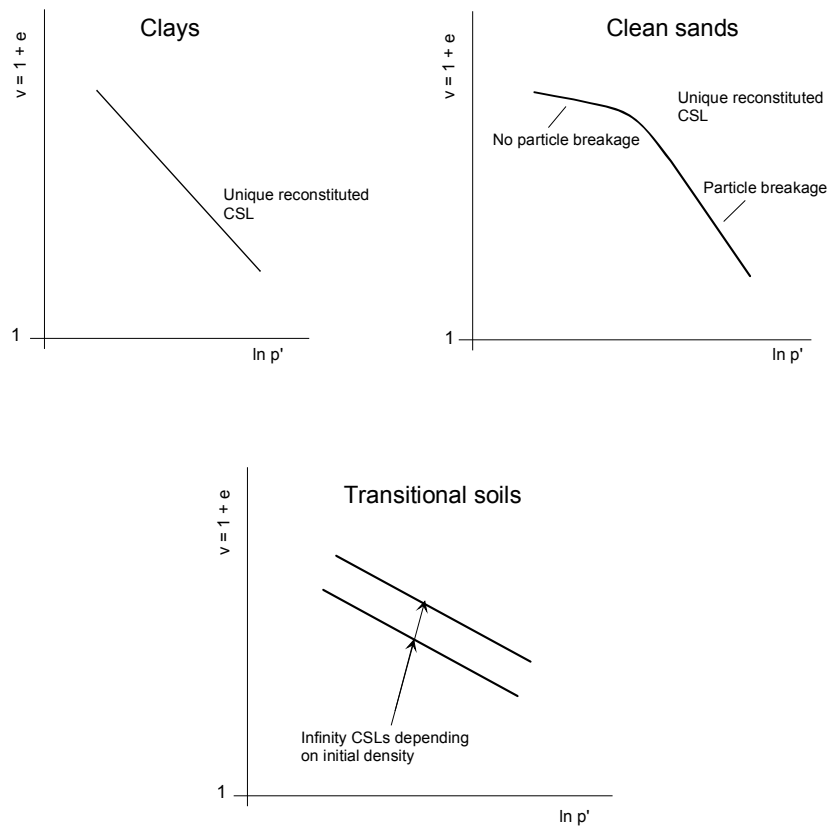 Clays
v = 1 + e
Unique reconstituted
CSL
1
ln p'
Clean sands
v = 1 + e
Unique reconstituted
CSL
No particle breakage
Particle breakage
1
ln p'
Transitional soils
v = 1 + e
Infinity CSLs depending
on initial density
1
ln p'